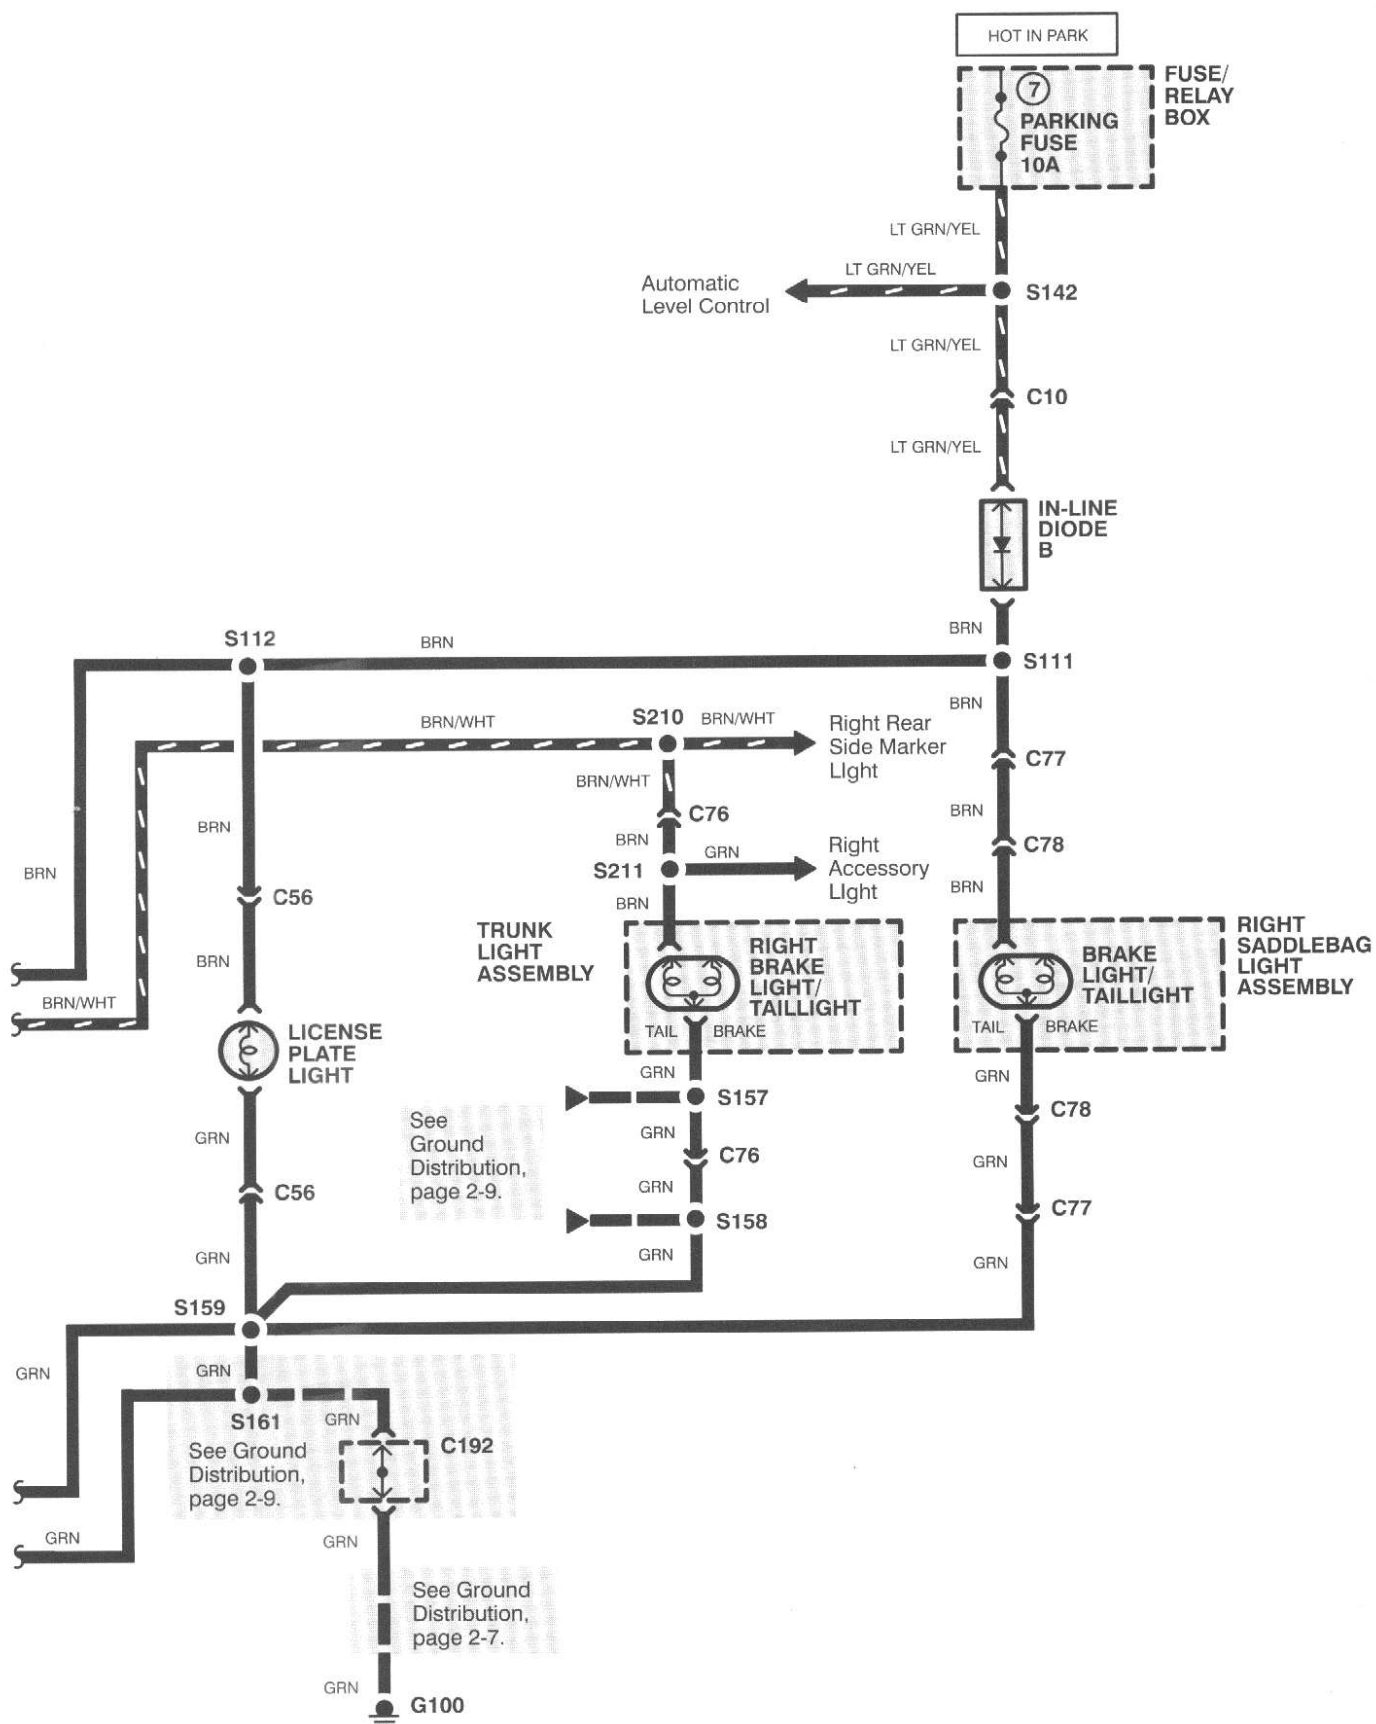 HOT IN PARK
7
PARKING
FUSE
10A
FUSE/
RELAY
BOX
LT GRN/YEL
LT GRN/YEL
Automatic
Level Control
S142
LT GRN/YEL
C10
LT GRN/YEL
IN-LINE
DIODE
B
BRN
S112
BRN
S111
BRN
BRN/WHT
S210
BRN/WHT
Right Rear
Side Marker
LIght
C77
BRN/WHT
C76
BRN
BRN
BRN
GRN
S211
Right
Accessory
LIght
C78
BRN
C56
BRN
BRN
BRN
TRUNK
LIGHT
ASSEMBLY
RIGHT
BRAKE
LIGHT/
TAILLIGHT
TAIL
BRAKE
BRAKE
LIGHT/
TAILLIGHT
TAIL
BRAKE
RIGHT
SADDLEBAG
LIGHT
ASSEMBLY
BRN/WHT
LICENSE
PLATE
LIGHT
GRN
GRN
S157
C78
See
Ground
Distribution,
page 2-9.
GRN
GRN
C76
GRN
C56
GRN
S158
C77
GRN
GRN
GRN
S159
GRN
GRN
S161
GRN
See Ground
Distribution,
page 2-9.
C192
GRN
GRN
See Ground
Distribution,
page 2-7.
GRN
G100